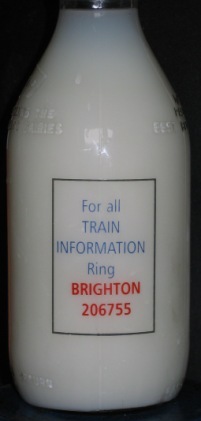 For all
TRAIN
INFORMATION
Ring
BRIGHTON
206755